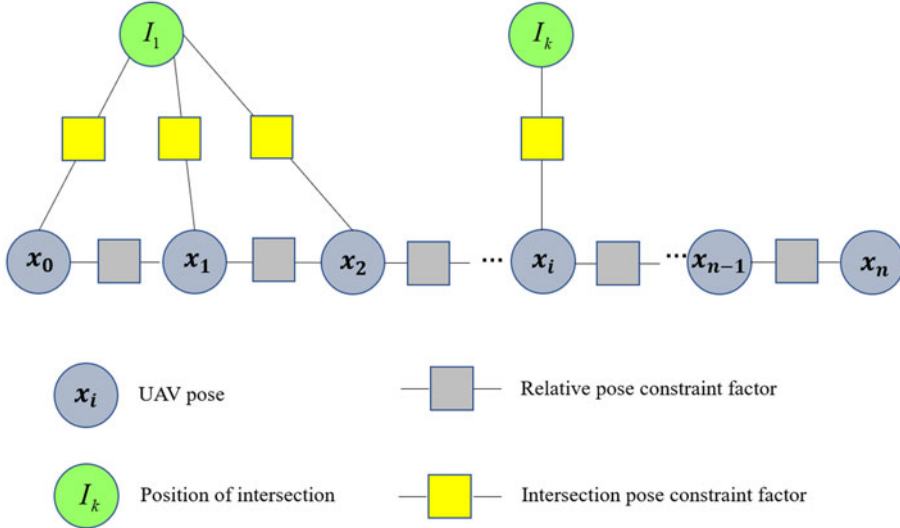 I₁ Iₖ
x₀ x₁ x₂ ... xᵢ ... xₙ₋₁ xₙ
xᵢ UAV pose Relative pose constraint factor
Iₖ Position of intersection Intersection pose constraint factor